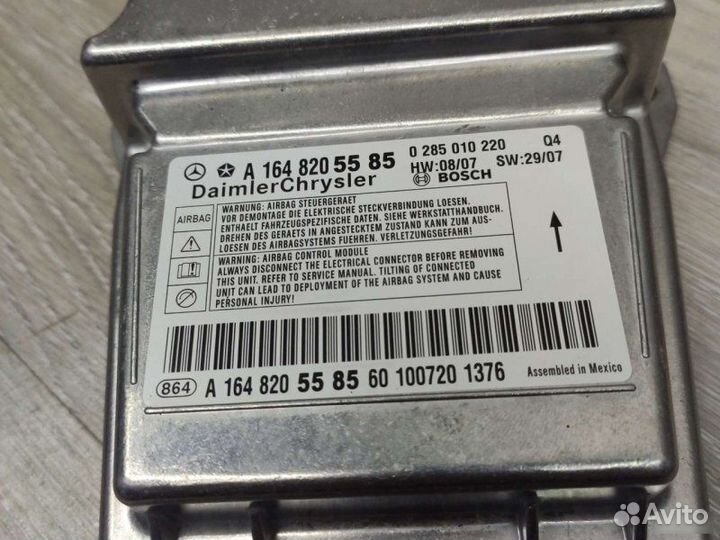 A 164 820 55 85 0 285 010 220 Q4
DaimlerChrysler HW:08/07 SW:29/07
BOSCH
AIRBAG
WARNUNG: AIRBAG STEUERGERAET
VOR DEMONTAGE DIE ELEKTRISCHE STECKVERBINDUNG LOESEN.
ENTHAELT FAHRZEUGSPEZIFISCHE DATEN. SIEHE WERKSTATTHANDBUCH.
DREHEN DES GERAETS IN ANGESTECKTEM ZUSTAND KANN ZUM AUS-
LOESEN DES AIRBAGSYSTEMS FUEHREN. VERLETZUNGSGEFAHR!
WARNING: AIRBAG CONTROL MODULE
ALWAYS DISCONNECT THE ELECTRICAL CONNECTOR BEFORE REMOVING
THIS UNIT. REFER TO SERVICE MANUAL. TILTING OF CONNECTED
UNIT CAN LEAD TO DEPLOYMENT OF THE AIRBAG SYSTEM AND CAUSE
PERSONAL INJURY!
864 A 164 820 55 85 60 100720 1376 Assembled in Mexico
Avito